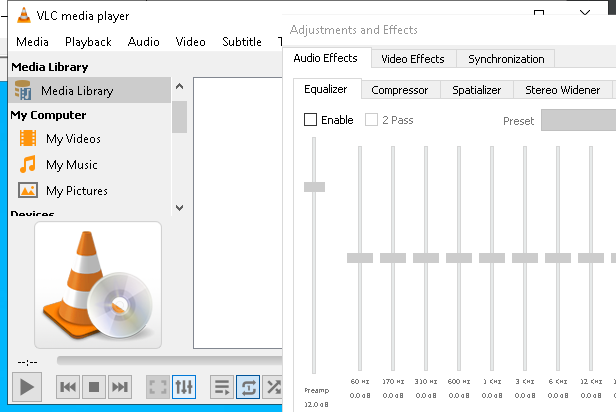 VLC media player
Media Playback Audio Video Subtitle
Media Library
Media Library
My Computer
My Videos
My Music
My Pictures
Devices
--:--
Adjustments and Effects
Audio Effects Video Effects Synchronization
Equalizer Compressor Spatializer Stereo Widener
Enable 2 Pass Preset
60 Hz 170 Hz 310 Hz 600 Hz 1 KHz 3 KHz 6 KHz 12 KHz
Preamp 0.0 dB 0.0 dB 0.0 dB 0.0 dB 0.0 dB 0.0 dB 0.0 dB 0.0 dB
12.0 dB